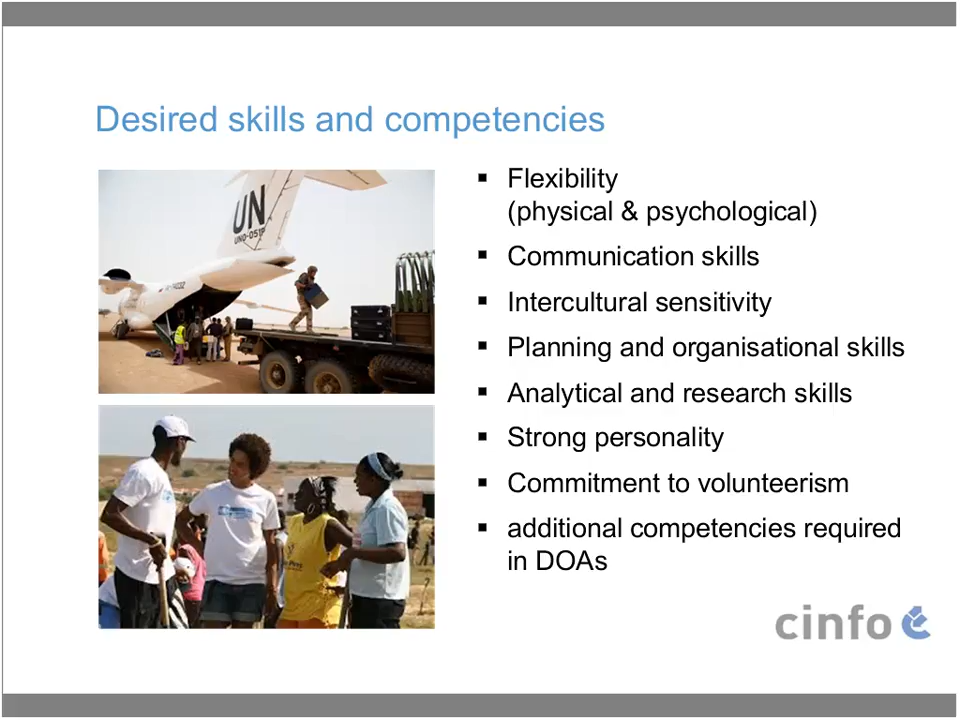 Desired skills and competencies
UN
▪ Flexibility
(physical & psychological)
▪ Communication skills
▪ Intercultural sensitivity
▪ Planning and organisational skills
▪ Analytical and research skills
▪ Strong personality
▪ Commitment to volunteerism
▪ additional competencies required
in DOAs
cinfo